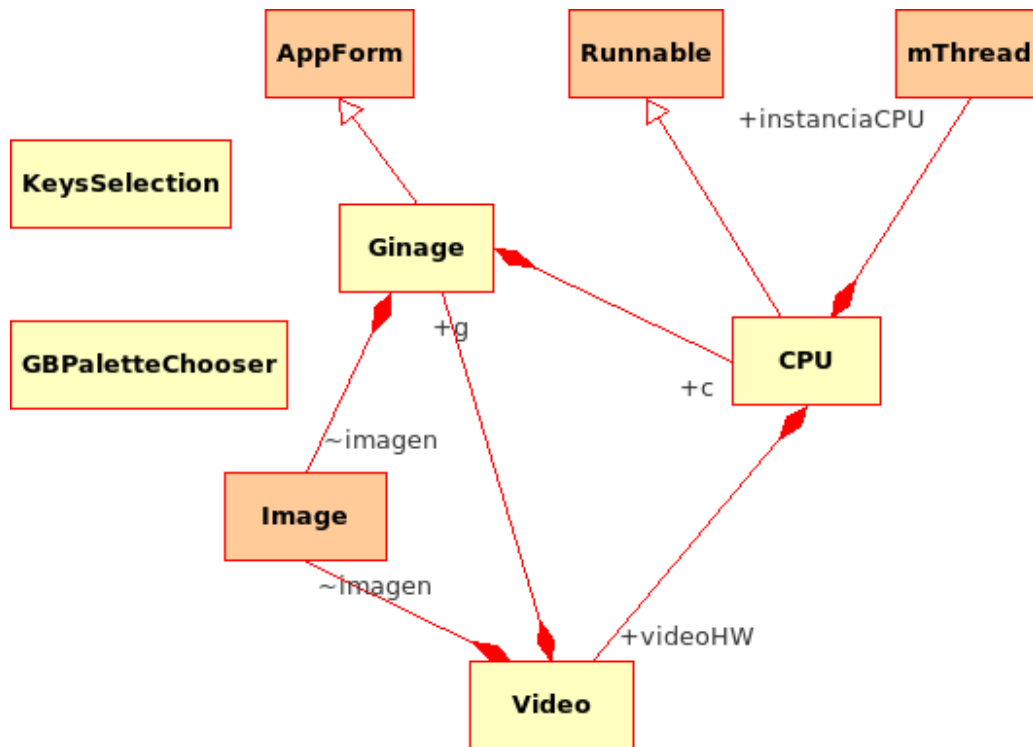 AppForm
Runnable
mThread
+instanciaCPU
KeysSelection
Ginage
+g
CPU
GBPaletteChooser
+c
~imagen
Image
~imagen
+videoHW
Video